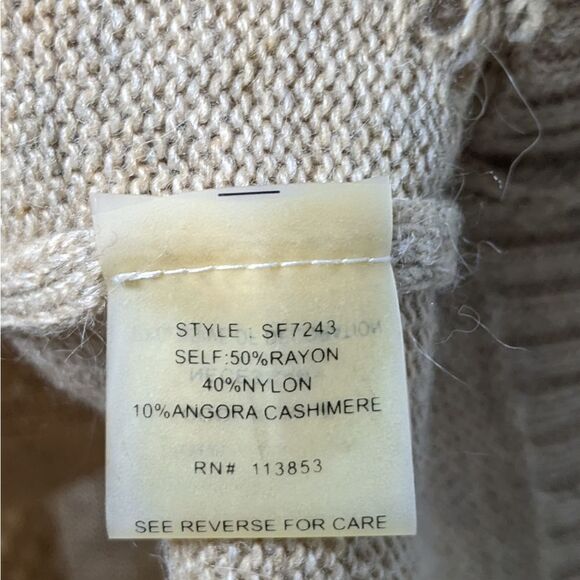 STYLE : SF7243
SELF:50%RAYON
40%NYLON
10%ANGORA CASHIMERE
RN# 113853
SEE REVERSE FOR CARE